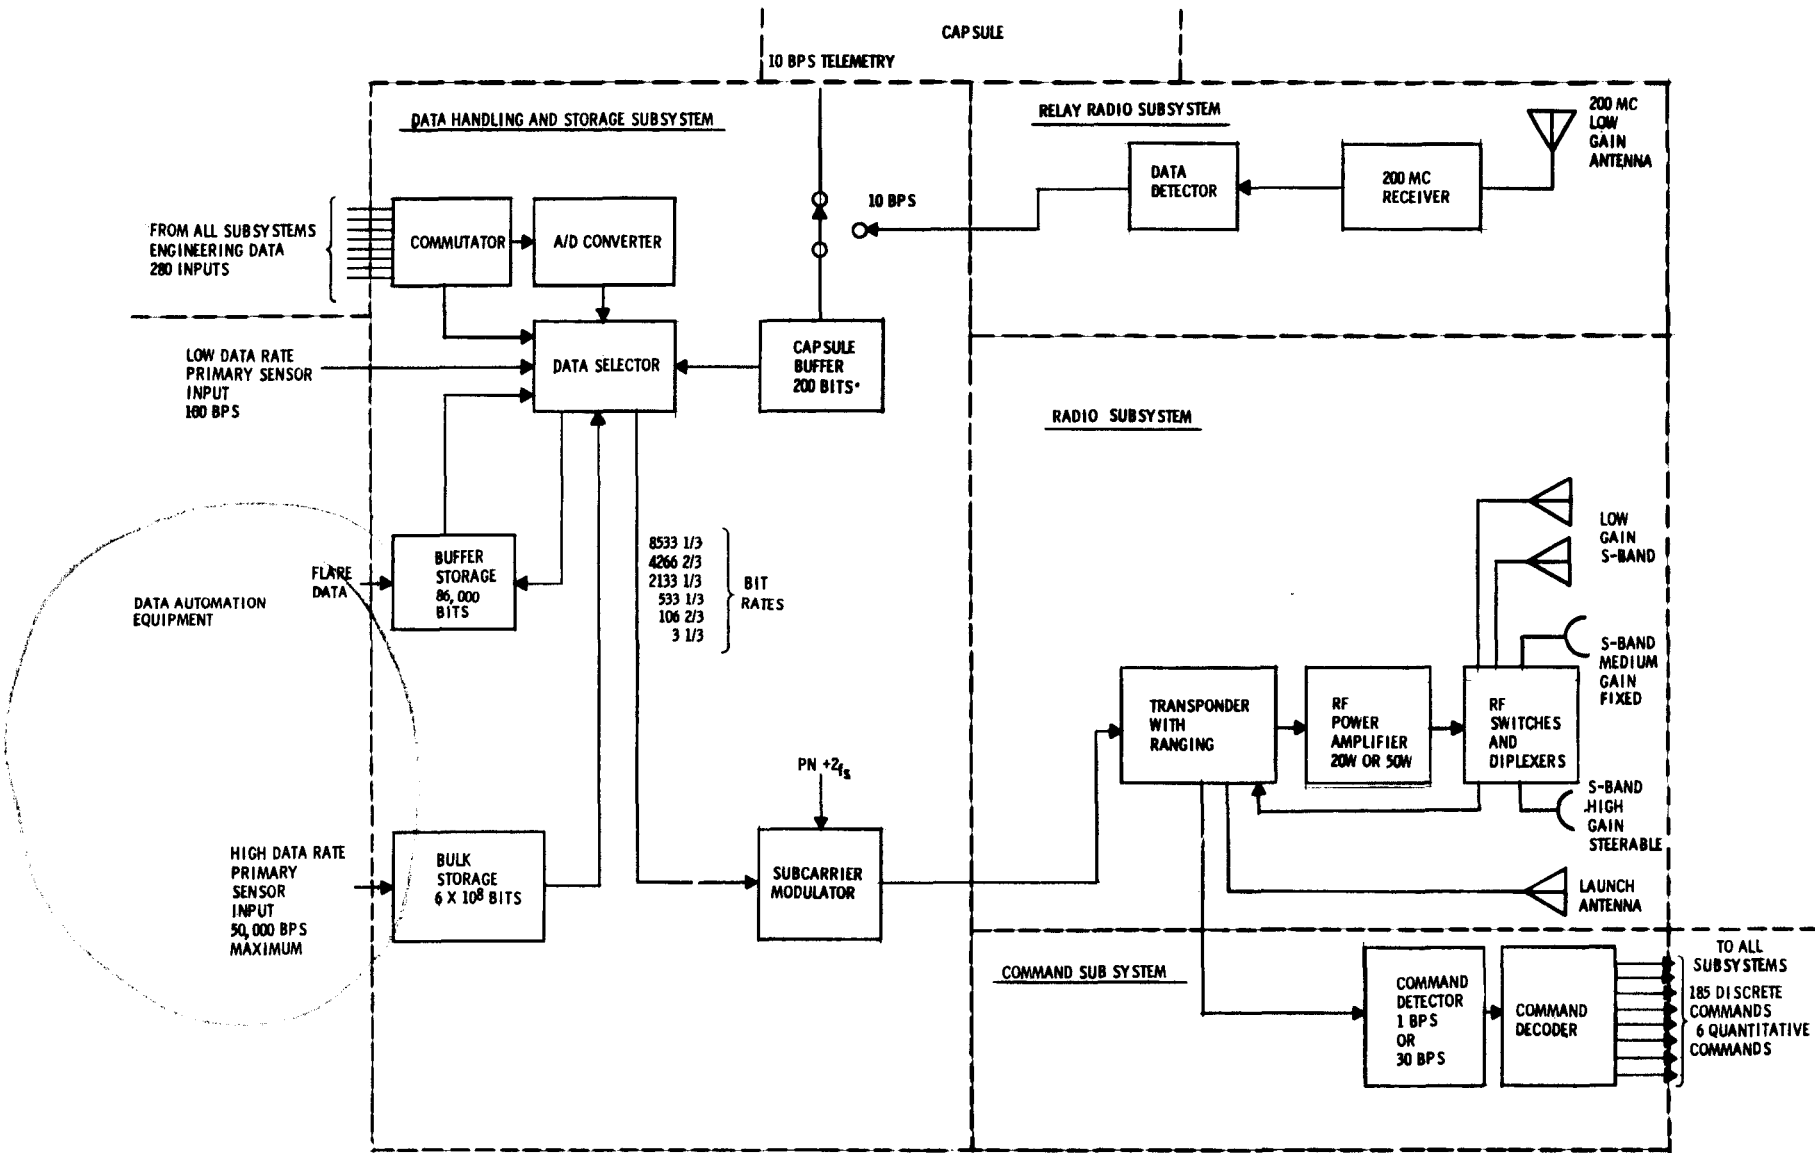 CAPSULE
10 BPS TELEMETRY
DATA HANDLING AND STORAGE SUBSYSTEM
RELAY RADIO SUBSYSTEM
200 MC
LOW
GAIN
ANTENNA
DATA
DETECTOR
200 MC
RECEIVER
10 BPS
FROM ALL SUBSYSTEMS
ENGINEERING DATA
280 INPUTS
COMMUTATOR
A/D CONVERTER
LOW DATA RATE
PRIMARY SENSOR
INPUT
100 BPS
DATA SELECTOR
CAPSULE
BUFFER
200 BITS
RADIO SUBSYSTEM
LOW
GAIN
S-BAND
8533 1/3
4266 2/3
2133 1/3
533 1/3
106 2/3
3 1/3
BIT
RATES
BUFFER
STORAGE
86,000
BITS
FLARE
DATA
DATA AUTOMATION
EQUIPMENT
S-BAND
MEDIUM
GAIN
FIXED
TRANSPONDER
WITH
RANGING
RF
POWER
AMPLIFIER
20W OR 50W
RF
SWITCHES
AND
DIPLEXERS
PN +2fs
S-BAND
HIGH
GAIN
STEERABLE
HIGH DATA RATE
PRIMARY
SENSOR
INPUT
50,000 BPS
MAXIMUM
BULK
STORAGE
6 X 10⁸ BITS
SUBCARRIER
MODULATOR
LAUNCH
ANTENNA
COMMAND SUB SYSTEM
COMMAND
DETECTOR
1 BPS
OR
30 BPS
COMMAND
DECODER
TO ALL
SUBSYSTEMS
185 DISCRETE
COMMANDS
6 QUANTITATIVE
COMMANDS